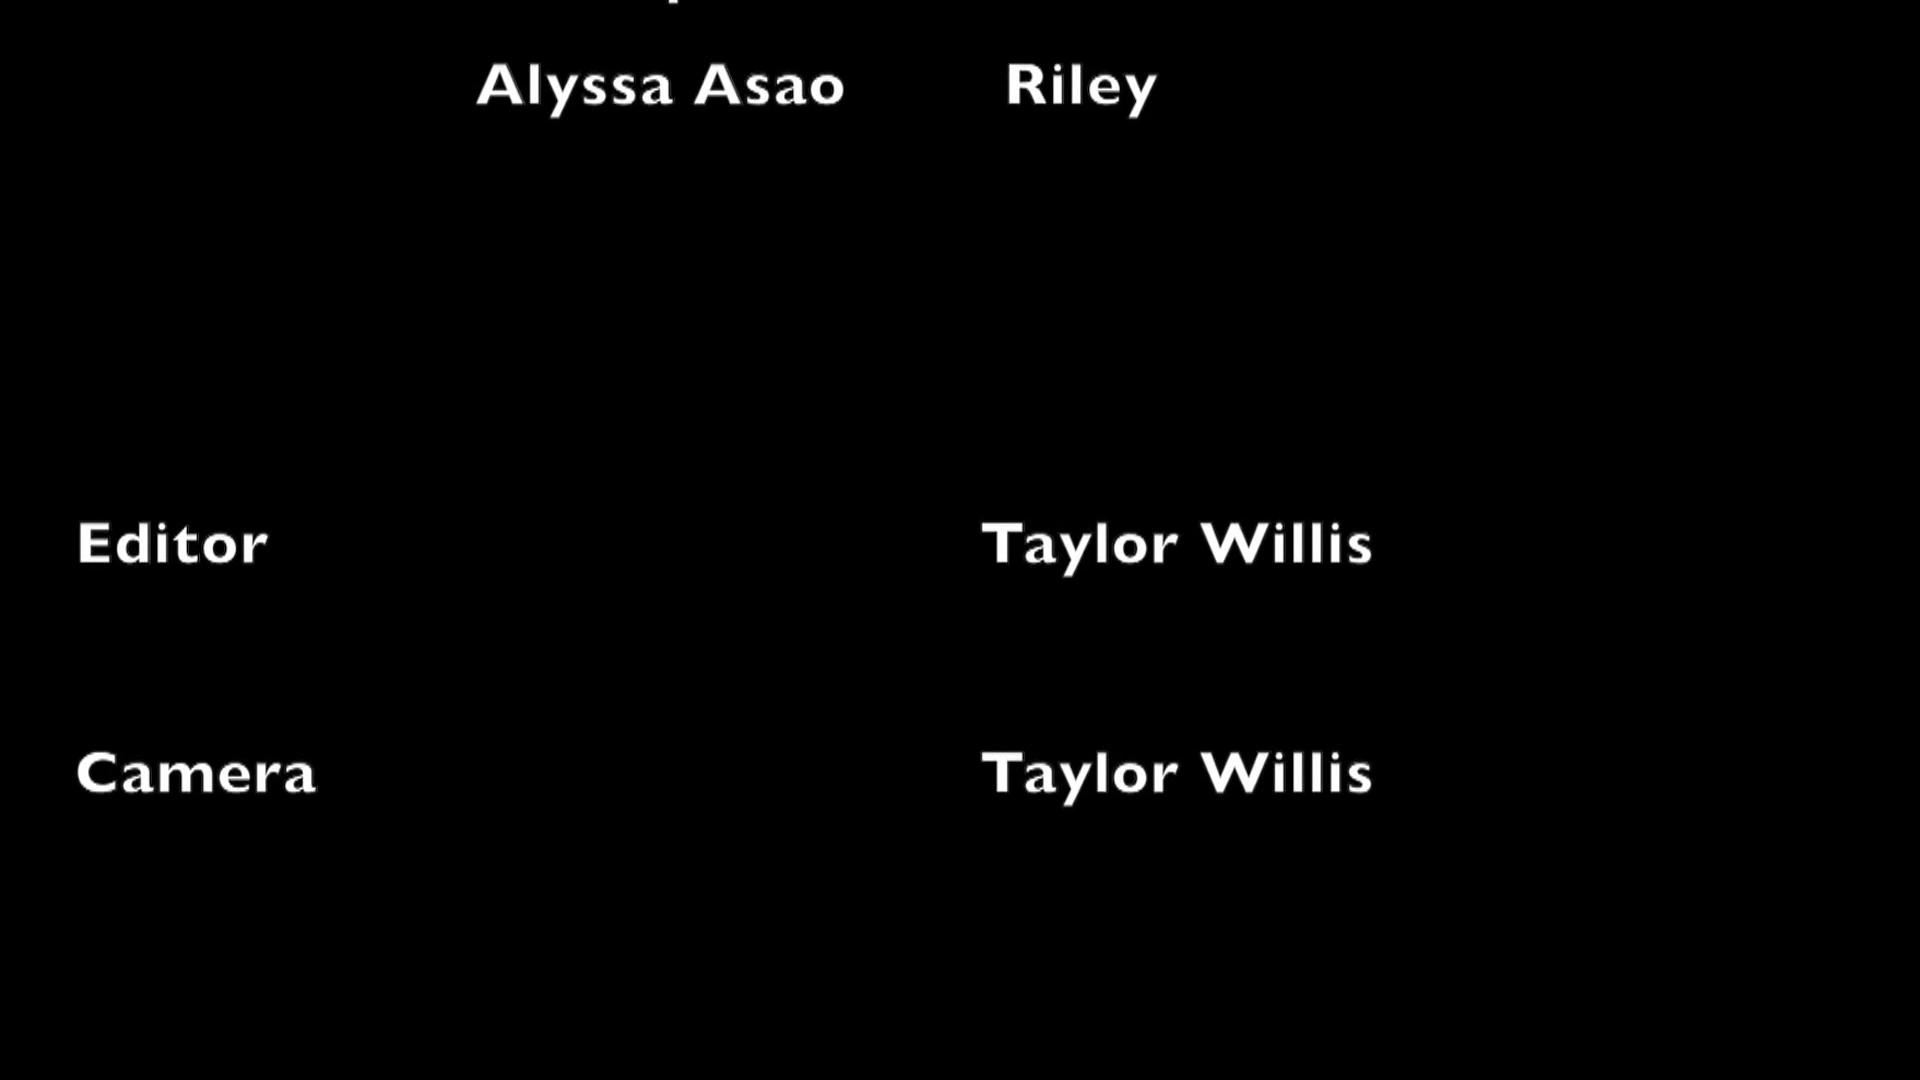 Alyssa Asao Riley
Editor Taylor Willis
Camera Taylor Willis